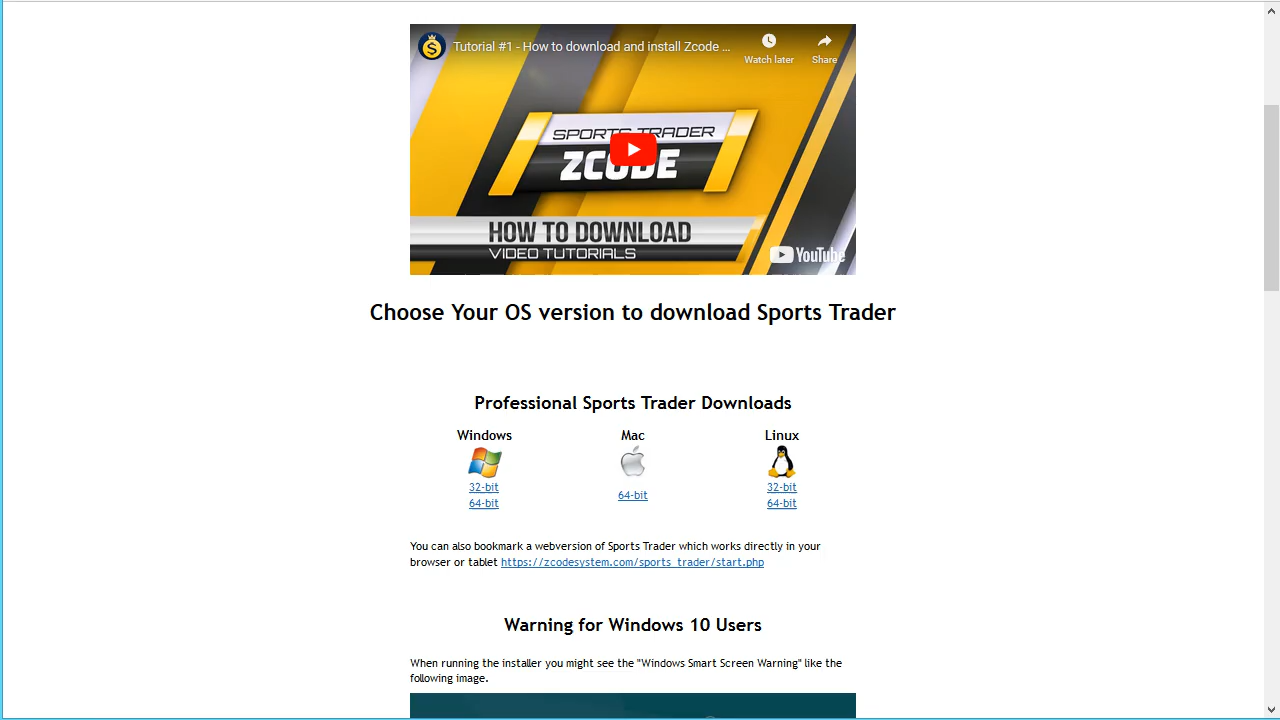 Tutorial #1 - How to download and install Zcode ...
Watch later
Share
SPORTS TRADER
ZCODE
HOW TO DOWNLOAD
VIDEO TUTORIALS
YouTube
Choose Your OS version to download Sports Trader
Professional Sports Trader Downloads
Windows
32-bit
64-bit
Mac
64-bit
Linux
32-bit
64-bit
You can also bookmark a webversion of Sports Trader which works directly in your
browser or tablet https://zcodesystem.com/sports_trader/start.php
Warning for Windows 10 Users
When running the installer you might see the "Windows Smart Screen Warning" like the
following image.